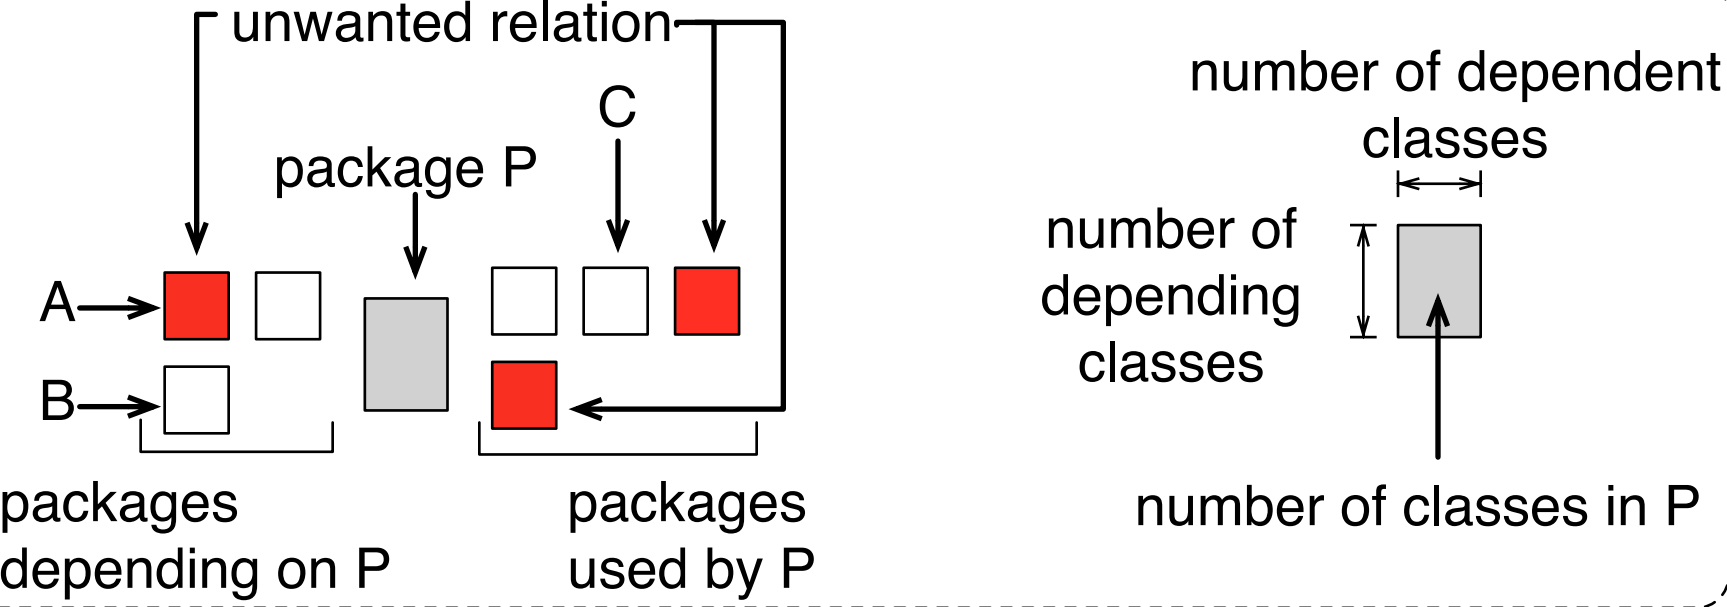 unwanted relation
C
package P
A
B
packages
depending on P
packages
used by P
number of dependent
classes
number of
depending
classes
number of classes in P